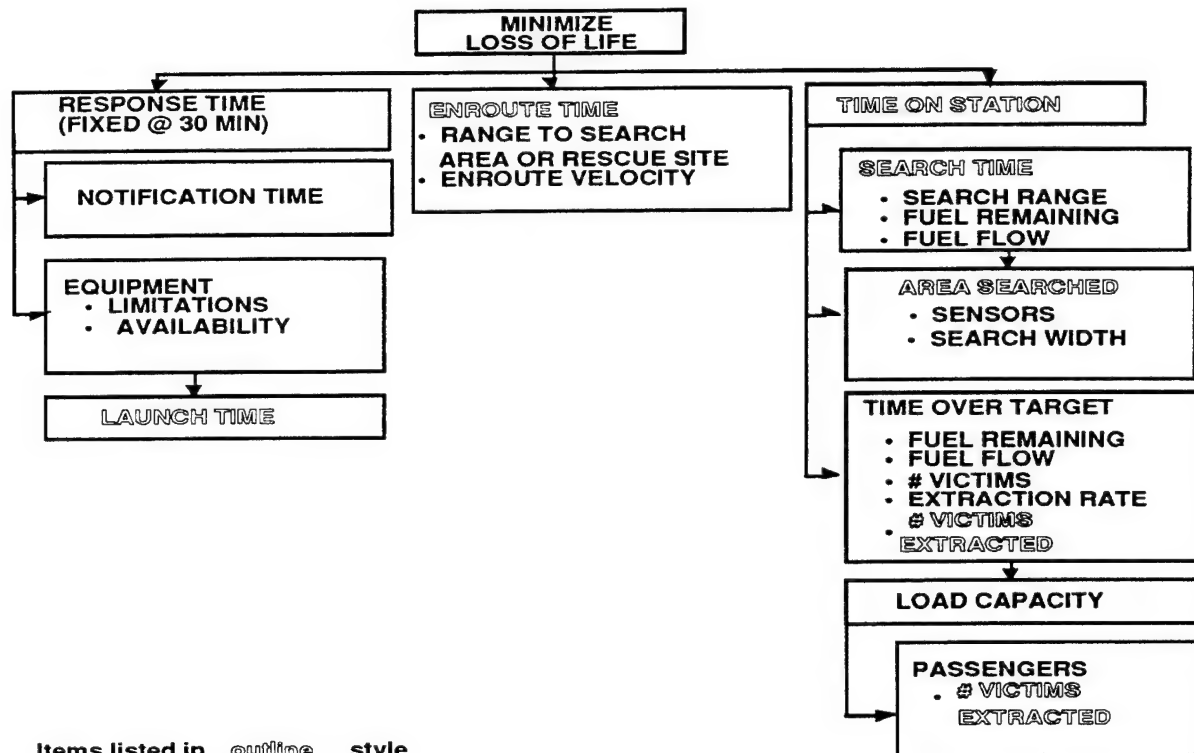 MINIMIZE
LOSS OF LIFE
RESPONSE TIME
(FIXED @ 30 MIN)
NOTIFICATION TIME
EQUIPMENT
• LIMITATIONS
• AVAILABILITY
LAUNCH TIME
ENROUTE TIME
• RANGE TO SEARCH
AREA OR RESCUE SITE
• ENROUTE VELOCITY
TIME ON STATION
SEARCH TIME
• SEARCH RANGE
• FUEL REMAINING
• FUEL FLOW
AREA SEARCHED
• SENSORS
• SEARCH WIDTH
TIME OVER TARGET
• FUEL REMAINING
• FUEL FLOW
• # VICTIMS
• EXTRACTION RATE
• # VICTIMS
EXTRACTED
LOAD CAPACITY
PASSENGERS
• # VICTIMS
EXTRACTED
Items listed in outline style